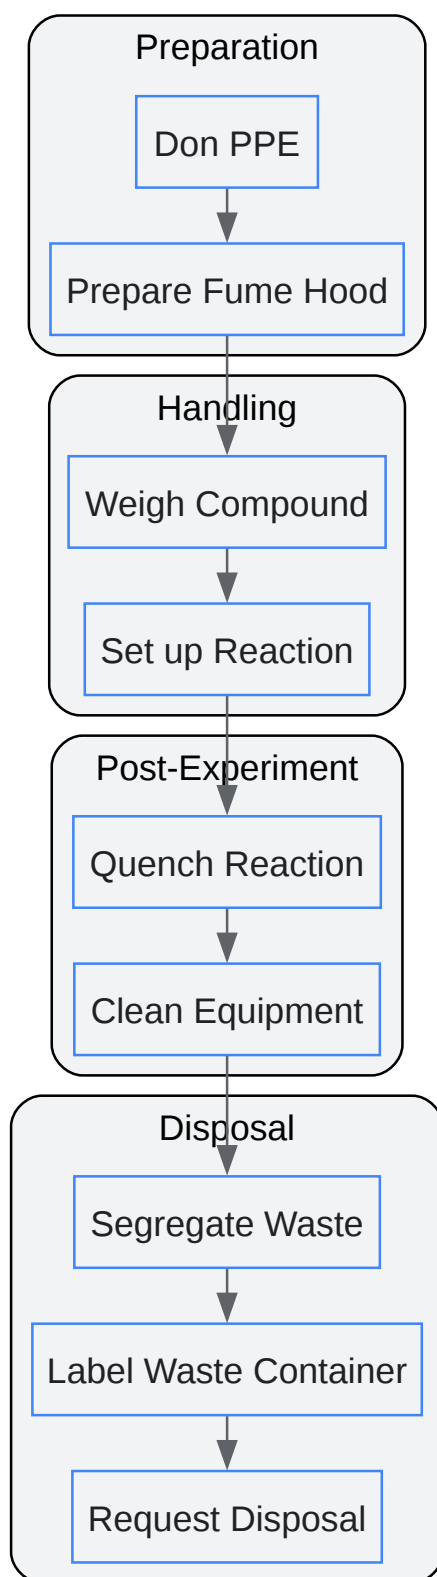 Preparation
Don PPE
Prepare Fume Hood
Handling
Weigh Compound
Set up Reaction
Post-Experiment
Quench Reaction
Clean Equipment
Disposal
Segregate Waste
Label Waste Container
Request Disposal